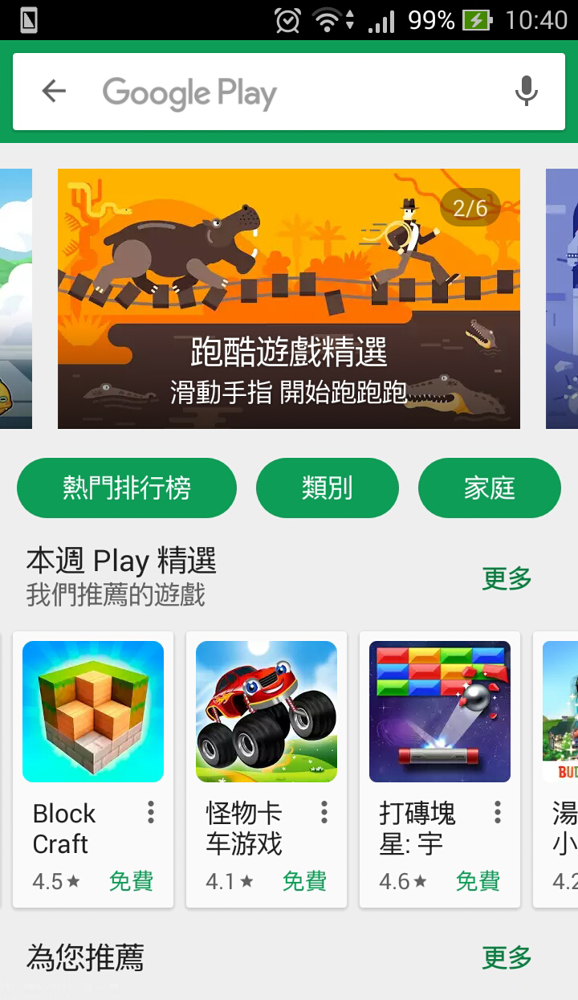 99% 10:40
Google Play
2/6
跑酷遊戲精選
滑動手指 開始跑跑跑
熱門排行榜 類別 家庭
本週 Play 精選
更多
我們推薦的遊戲
Block
Craft
4.5★ 免費
怪物卡
车游戏
4.1★ 免費
打磚塊
星: 宇
4.6★ 免費
湯
小
4.2
為您推薦 更多